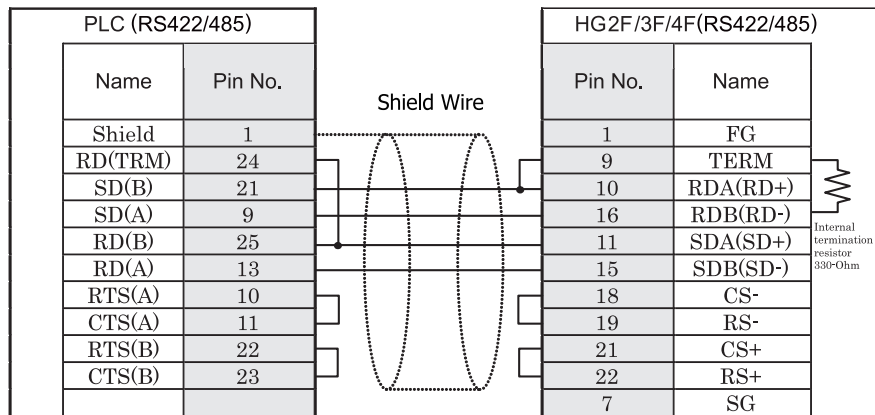 PLC (RS422/485)
Name Pin No.
Shield 1
RD(TRM) 24
SD(B) 21
SD(A) 9
RD(B) 25
RD(A) 13
RTS(A) 10
CTS(A) 11
RTS(B) 22
CTS(B) 23
Shield Wire
HG2F/3F/4F(RS422/485)
Pin No. Name
1 FG
9 TERM
10 RDA(RD+)
16 RDB(RD-)
11 SDA(SD+)
15 SDB(SD-)
18 CS-
19 RS-
21 CS+
22 RS+
7 SG
Internal
termination
resistor
330-Ohm